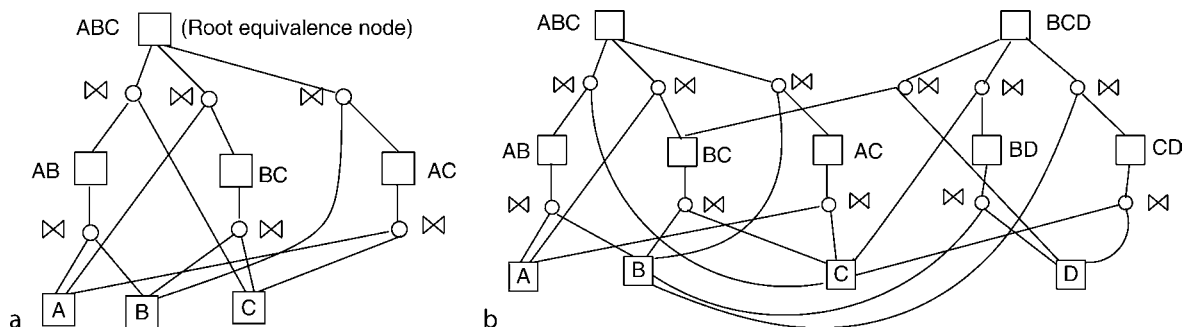 ABC (Root equivalence node)
⋈ ⋈ ⋈
AB BC AC
⋈ ⋈ ⋈
A B C
a
ABC BCD
⋈ ⋈ ⋈ ⋈ ⋈ ⋈
AB BC AC BD CD
⋈ ⋈ ⋈ ⋈ ⋈
A B C D
b